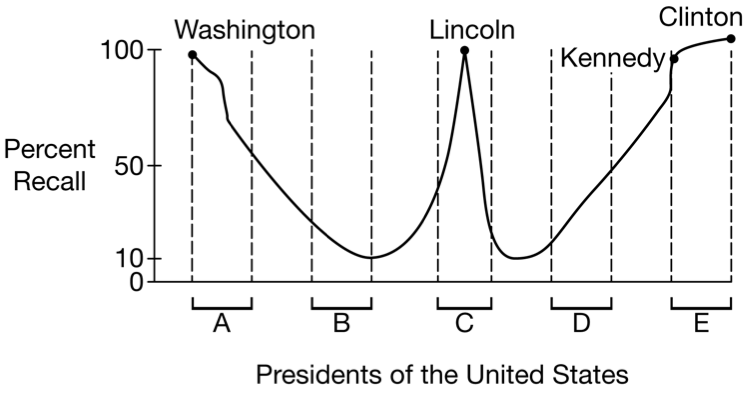 Clinton
Washington
Lincoln
100
Kennedy
Percent
Recall
50
10
0
A
B
C
D
E
Presidents of the United States